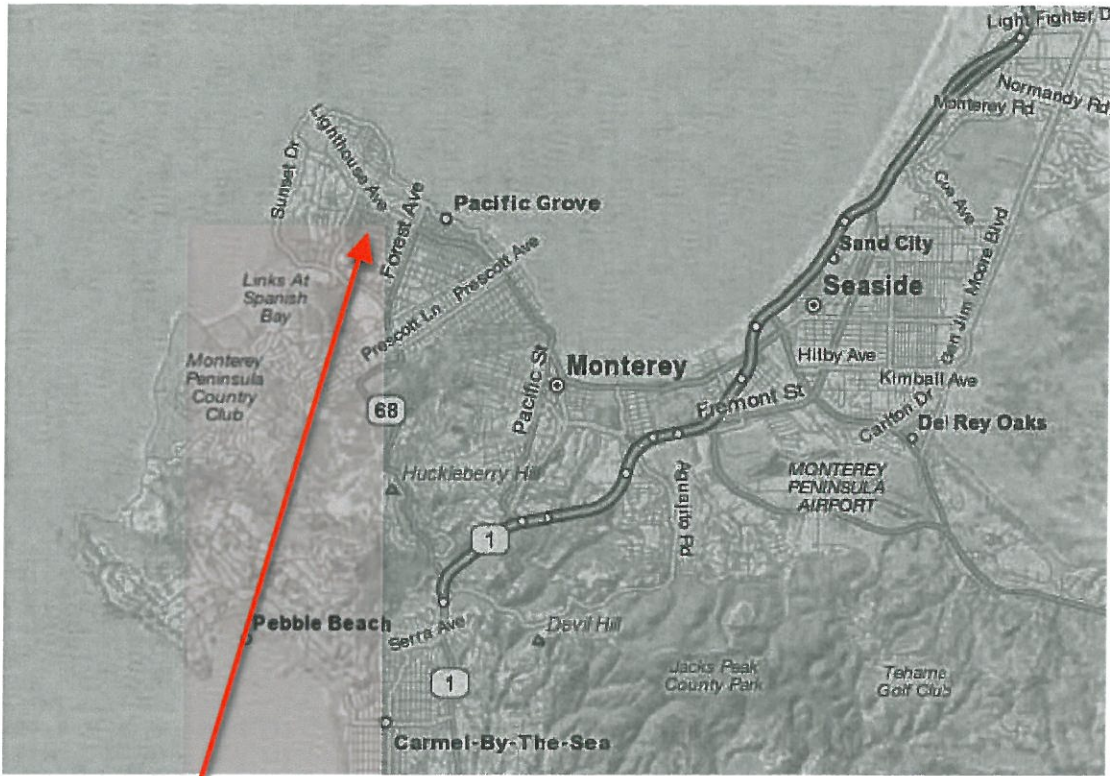 Light Fighter D
Normandy Rd
Monterey Rd
Lighthouse Ave
Sunset Dr
Forest Ave
Pacific Grove
Coe Ave
Gen Jim Moore Blvd
Sand City
Seaside
Prescott Ave
Prescott Ln
Links At
Spanish
Bay
Monterey
Peninsula
Country
Club
Hilby Ave
Kimball Ave
Pacific St
Monterey
Fremont St
Carlton Dr
Del Rey Oaks
68
Huckleberry Hill
MONTEREY
PENINSULA
AIRPORT
Aguajito Rd
1
Pebble Beach
Serra Ave
Devil Hill
1
Jacks Peak
County Park
Tehama
Golf Club
Carmel-By-The-Sea